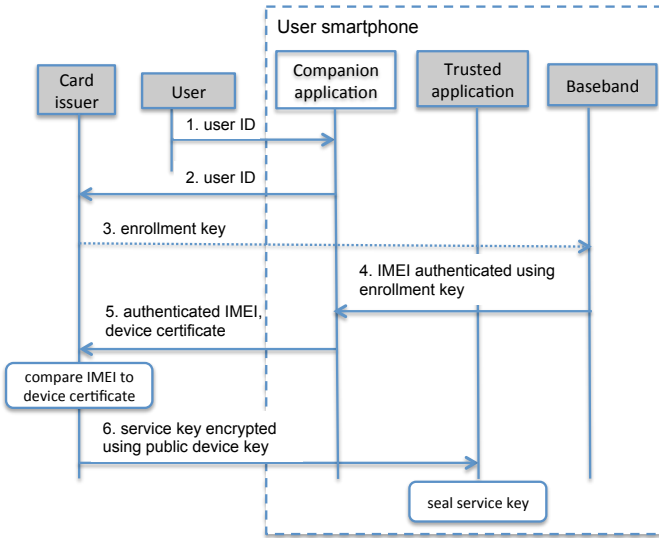 User smartphone
Card
issuer
User
Companion
application
Trusted
application
Baseband
1. user ID
2. user ID
3. enrollment key
4. IMEI authenticated using
enrollment key
5. authenticated IMEI,
device certificate
compare IMEI to
device certificate
6. service key encrypted
using public device key
seal service key